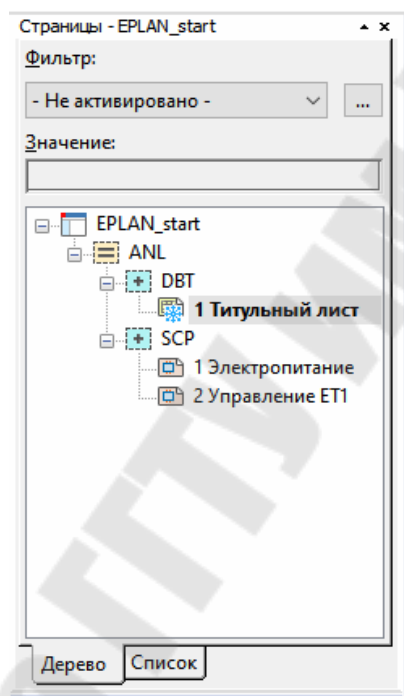 Страницы - EPLAN_start
Фильтр:
- Не активировано -
...
Значение:
EPLAN_start
ANL
DBT
1 Титульный лист
SCP
1 Электропитание
2 Управление ET1
Дерево Список